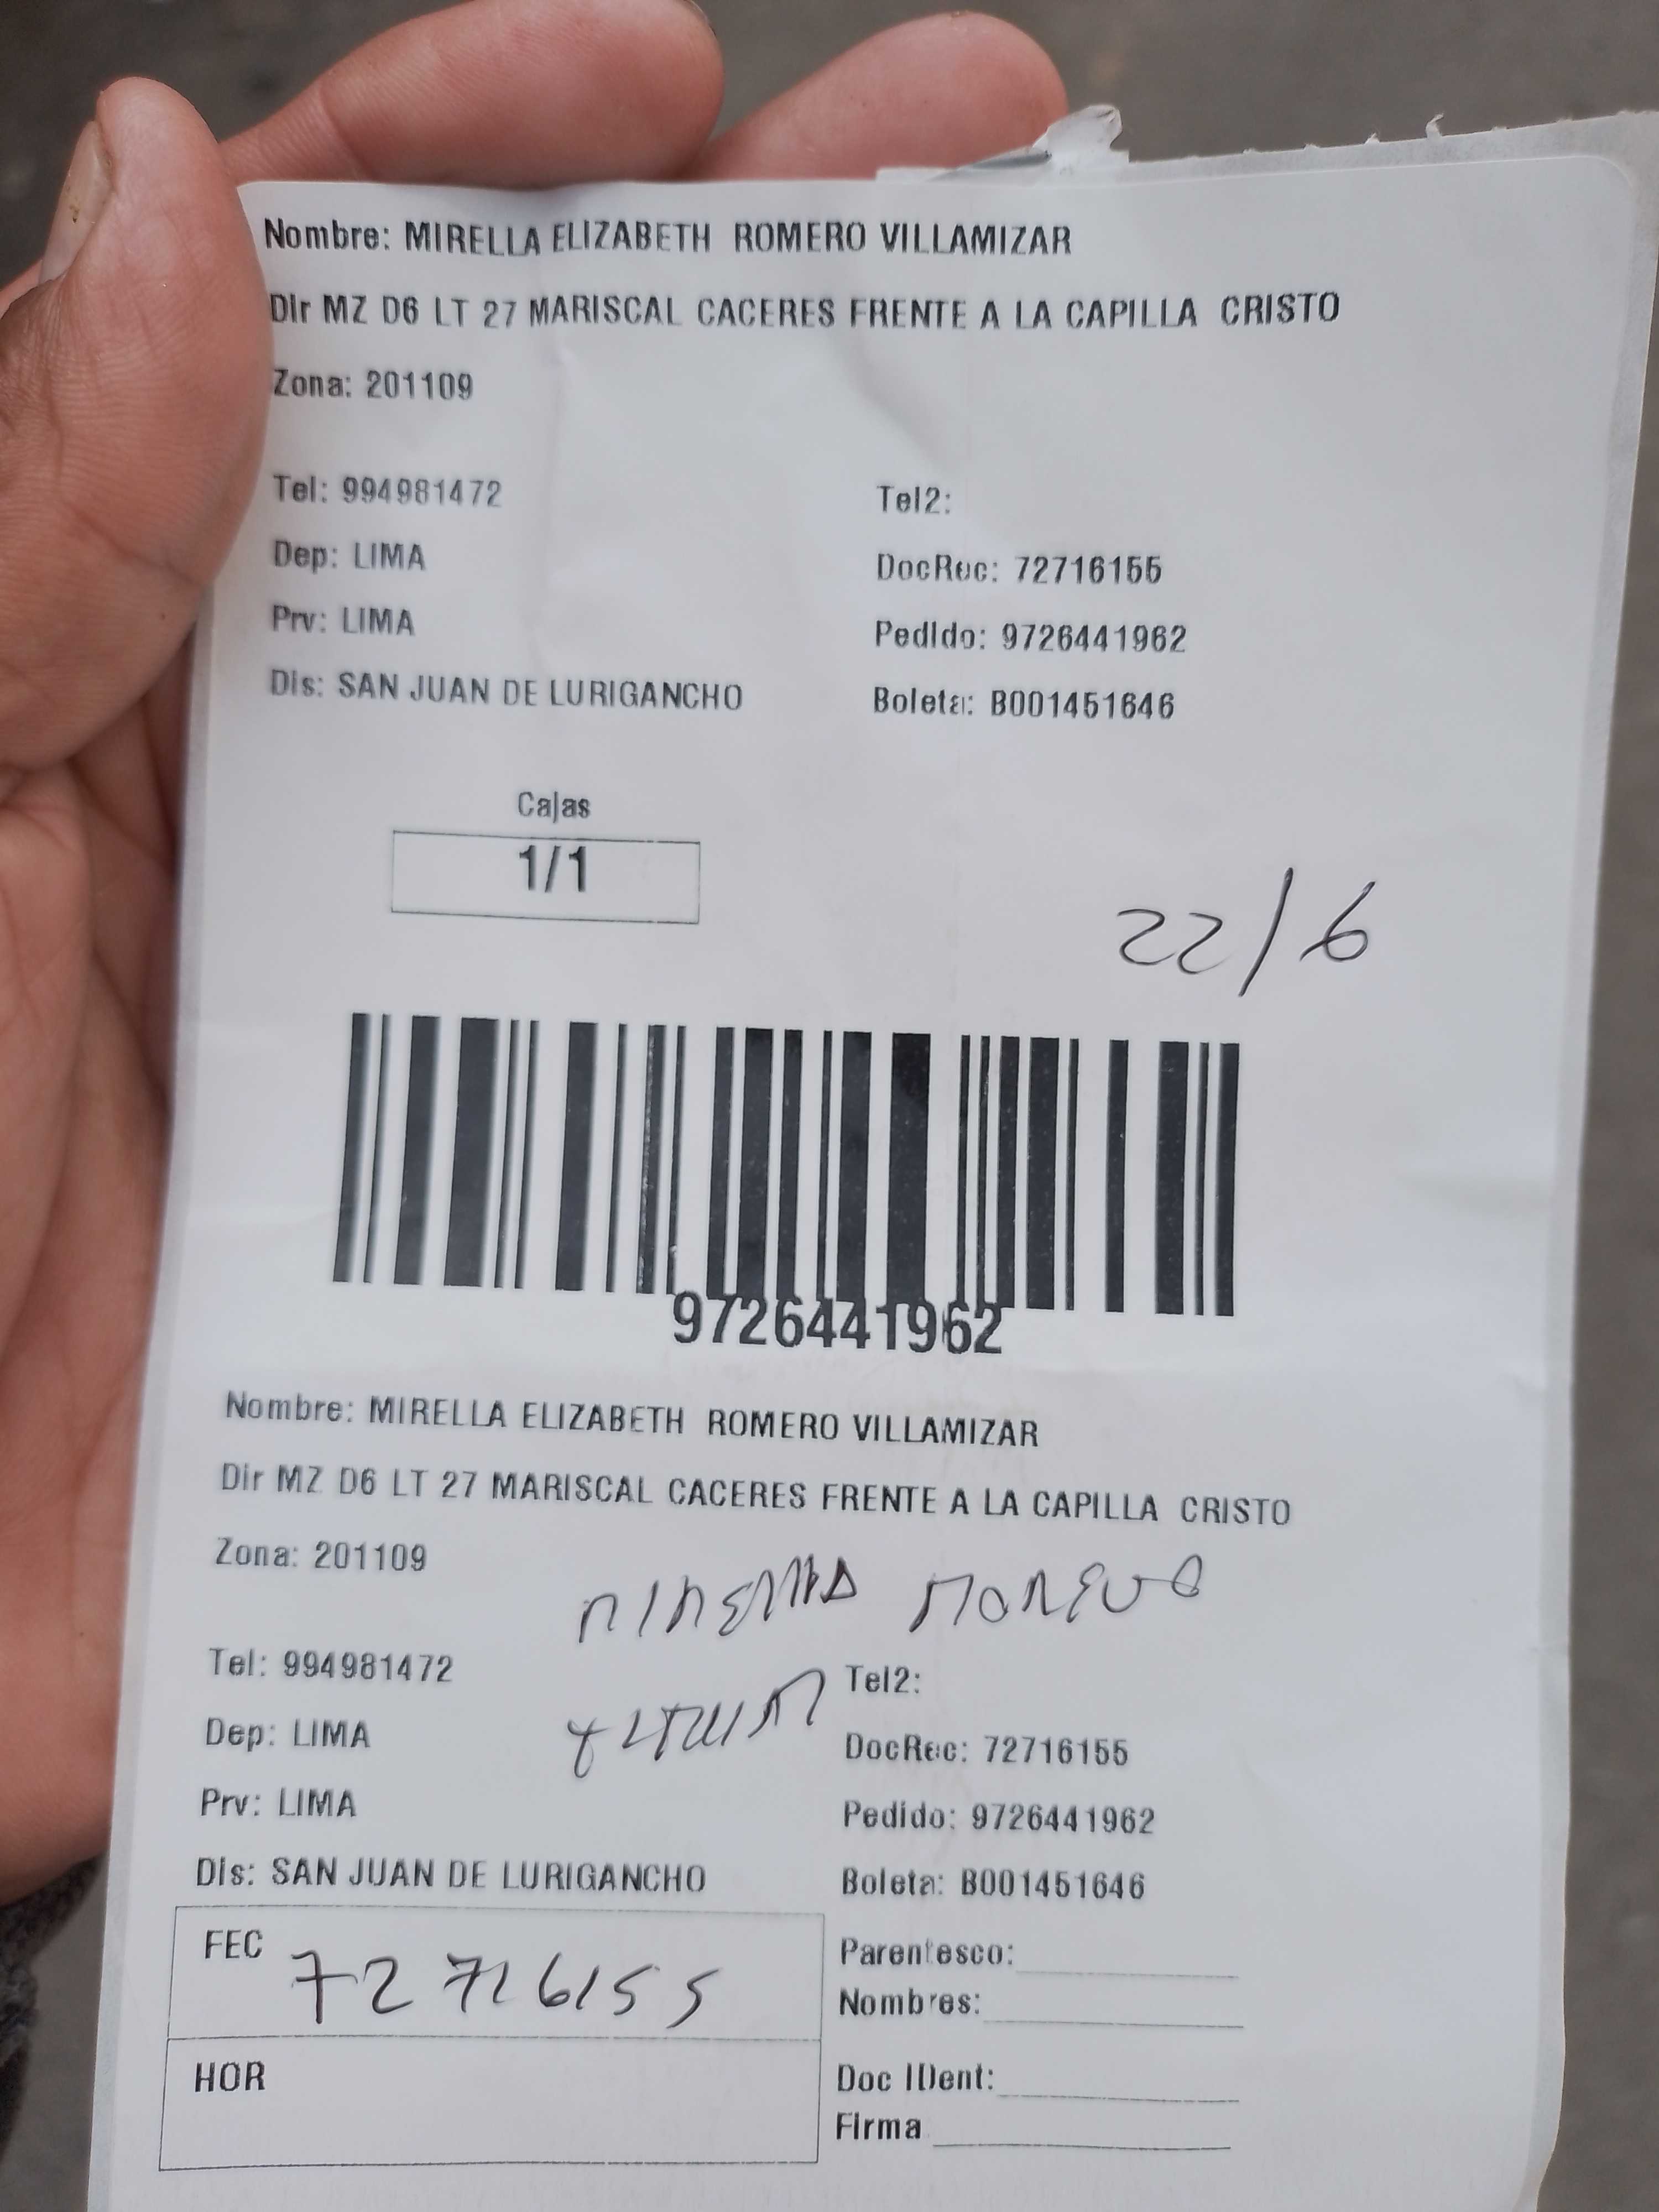 Nombre: MIRELLA ELIZABETH ROMERO VILLAMIZAR
Dir MZ D6 LT 27 MARISCAL CACERES FRENTE A LA CAPILLA CRISTO
Zona: 201109
Tel: 994981472 Tel2:
Dep: LIMA DocRec: 72716155
Prv: LIMA Pedido: 9726441962
Dis: SAN JUAN DE LURIGANCHO Boleta: B001451646
Cajas
1/1
22/6
9726441962
Nombre: MIRELLA ELIZABETH ROMERO VILLAMIZAR
Dir MZ D6 LT 27 MARISCAL CACERES FRENTE A LA CAPILLA CRISTO
Zona: 201109
Tel: 994981472 Tel2:
Dep: LIMA DocRec: 72716155
Prv: LIMA Pedido: 9726441962
Dis: SAN JUAN DE LURIGANCHO Boleta: B001451646
FEC 72716155
Parentesco:
Nombres:
HOR
Doc IDent:
Firma